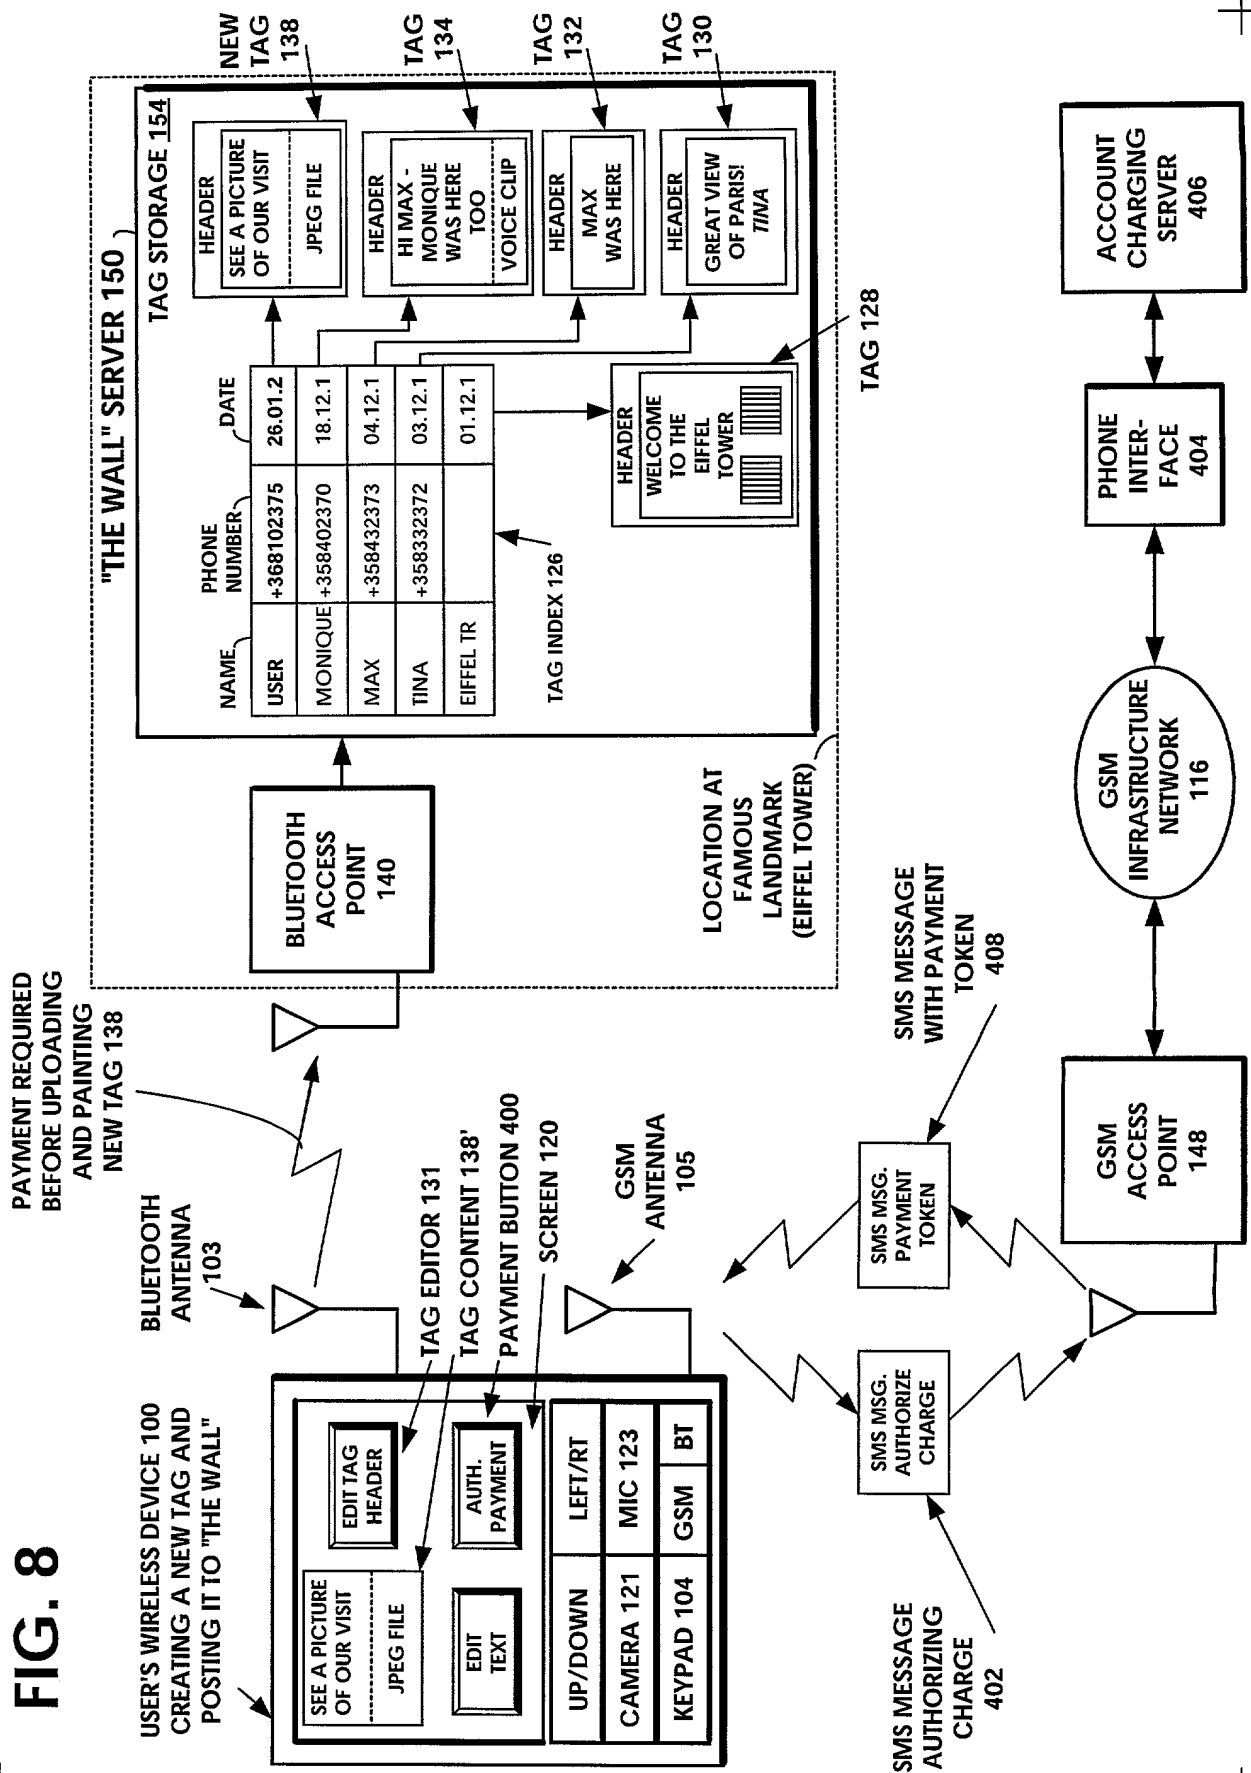 FIG. 8
USER'S WIRELESS DEVICE 100
CREATING A NEW TAG AND
POSTING IT TO "THE WALL"
PAYMENT REQUIRED
BEFORE UPLOADING
AND PAINTING
NEW TAG 138
BLUETOOTH
ANTENNA
103
SEE A PICTURE
OF OUR VISIT
JPEG FILE
EDIT TAG
HEADER
EDIT
TEXT
AUTH.
PAYMENT
TAG EDITOR 131
TAG CONTENT 138'
PAYMENT BUTTON 400
SCREEN 120
UP/DOWN
LEFT/RT
CAMERA 121
MIC 123
KEYPAD 104
GSM
BT
GSM
ANTENNA
105
"THE WALL" SERVER 150
TAG STORAGE 154
BLUETOOTH
ACCESS
POINT
140
NAME
PHONE
NUMBER
DATE
USER
+368102375
26.01.2
MONIQUE
+358402370
18.12.1
MAX
+358432373
04.12.1
TINA
+358332372
03.12.1
EIFFEL TR
01.12.1
TAG INDEX 126
NEW
TAG
138
HEADER
SEE A PICTURE
OF OUR VISIT
JPEG FILE
TAG
134
HEADER
HI MAX -
MONIQUE
WAS HERE
TOO
VOICE CLIP
TAG
132
HEADER
MAX
WAS HERE
TAG
130
HEADER
GREAT VIEW
OF PARIS!
TINA
HEADER
WELCOME
TO THE
EIFFEL
TOWER
TAG 128
LOCATION AT
FAMOUS
LANDMARK
(EIFFEL TOWER)
SMS MESSAGE
AUTHORIZING
CHARGE
402
SMS MSG.
AUTHORIZE
CHARGE
SMS MSG.
PAYMENT
TOKEN
SMS MESSAGE
WITH PAYMENT
TOKEN
408
GSM
ACCESS
POINT
148
GSM
INFRASTRUCTURE
NETWORK
116
PHONE
INTER-
FACE
404
ACCOUNT
CHARGING
SERVER
406